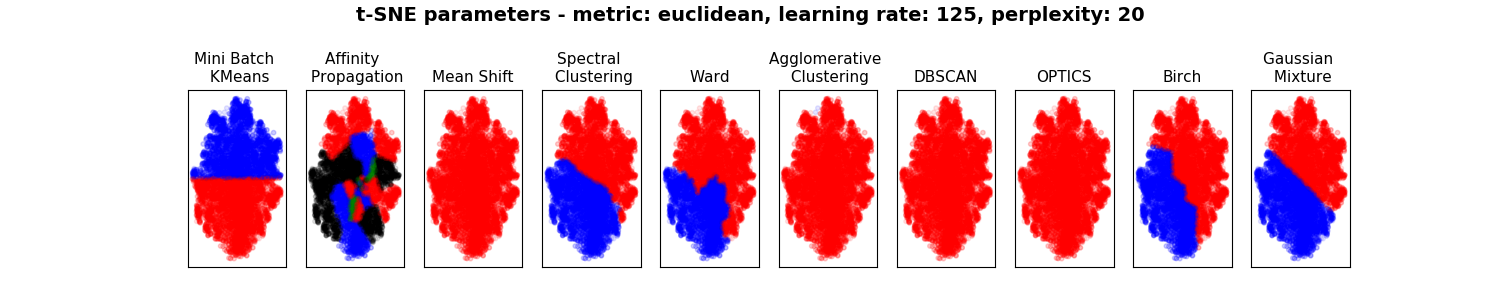 t-SNE parameters - metric: euclidean, learning rate: 125, perplexity: 20
Mini Batch
KMeans
Affinity
Propagation
Mean Shift
Spectral
Clustering
Ward
Agglomerative
Clustering
DBSCAN
OPTICS
Birch
Gaussian
Mixture